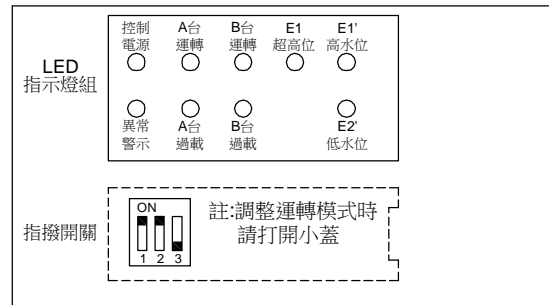 控制 A台 B台 E1 E1'
電源 運轉 運轉 超高位 高水位
LED
指示燈組
異常 A台 B台 E2'
警示 過載 過載 低水位
ON
註:調整運轉模式時
請打開小蓋
指撥開關
1 2 3